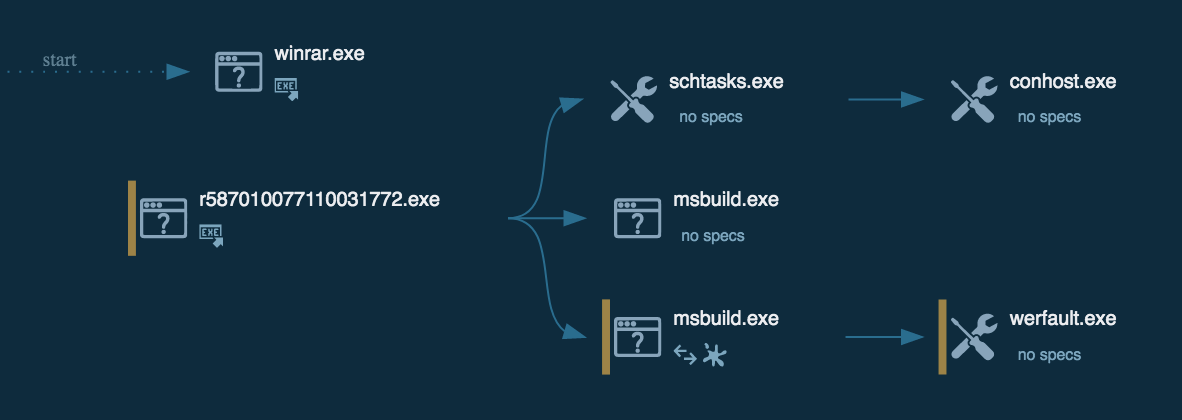 start
winrar.exe
EXE
schtasks.exe
no specs
conhost.exe
no specs
r587010077110031772.exe
EXE
msbuild.exe
no specs
msbuild.exe
werfault.exe
no specs